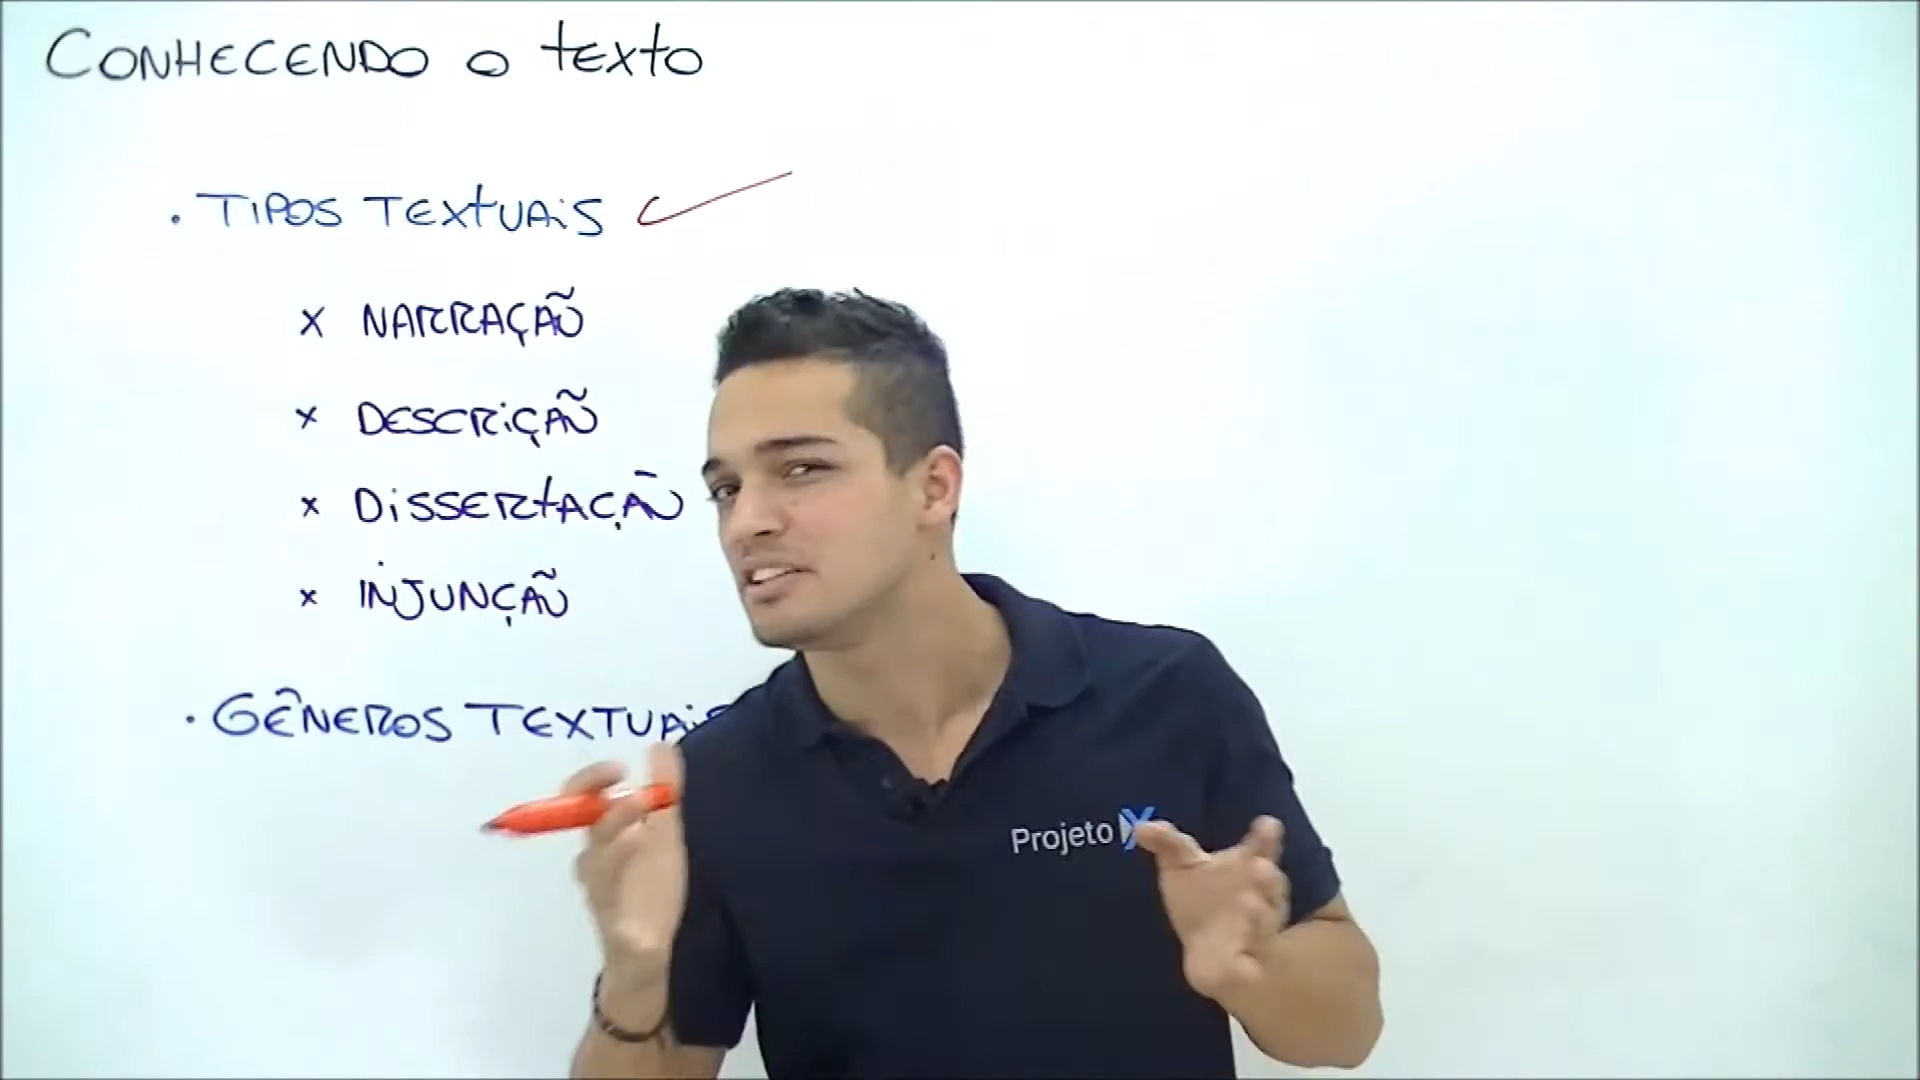 CONHECENDO O TEXTO
. TIPOS TEXTUAIS
x NARRAÇÃO
x DESCRIÇÃO
x DISSERTAÇÃO
x INJUNÇÃO
. GÊNEROS TEXTUAIS
Projeto X